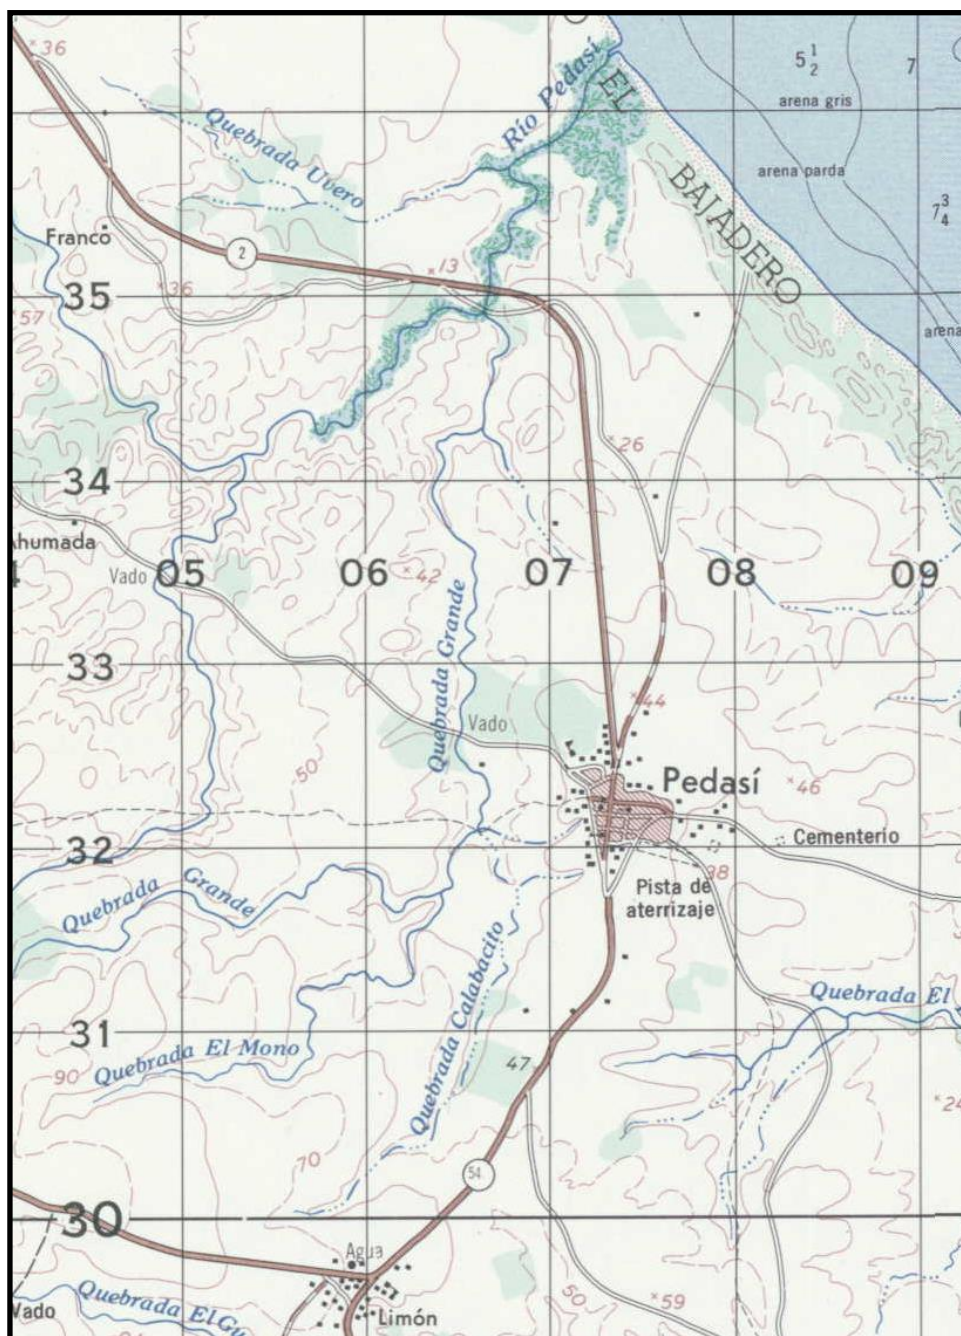 36
Río Pedasí
EL
BAJADERO
5 1/2
7
arena gris
arena parda
7 3/4
Quebrada Uvero
Franco
2
13
36
35
57
arena
26
34
Vado
05
06
42
07
08
09
33
Quebrada Grande
44
Vado
50
Pedasí
46
32
Cementerio
38
Quebrada Grande
Pista de
aterrizaje
Quebrada Calabacito
Quebrada El
31
Quebrada El Mono
90
47
24
70
54
30
Agua
Vado
50
59
Limón